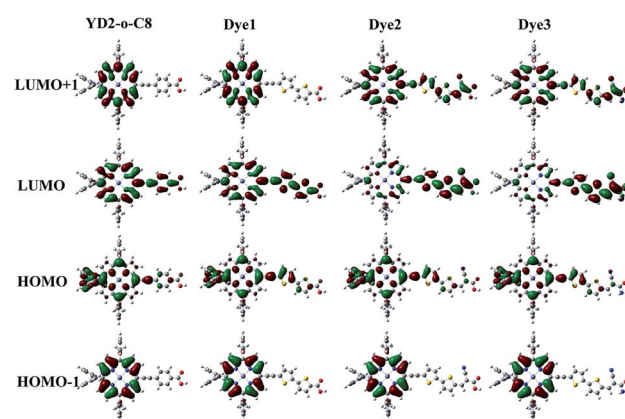 YD2-o-C8 Dye1 Dye2 Dye3
LUMO+1
LUMO
HOMO
HOMO-1